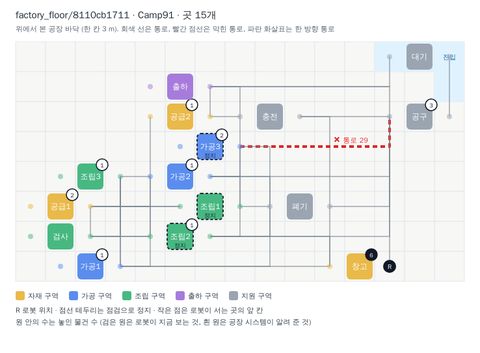 factory_floor/8110cb1711 · Camp91 · 곳 15개
위에서 본 공장 바닥 (한 칸 3 m). 회색 선은 통로, 빨간 점선은 막힌 통로, 파란 화살표는 한 방향 통로
대기
진입
출하
1
공급2
충전
3
공구
✖ 통로 29
1
가공3
정지
1
조립3
1
가공2
2
공급1
조립1
정지
폐기
검사
1
조립2
정지
1
가공1
6
창고
R
자재 구역
가공 구역
조립 구역
출하 구역
지원 구역
R 로봇 위치 · 점선 테두리는 점검으로 정지 · 작은 점은 로봇이 서는 곳의 앞 칸
원 안의 수는 놓인 물건 수 (검은 원은 로봇이 지금 보는 것, 흰 원은 공장 시스템이 알려 준 것)